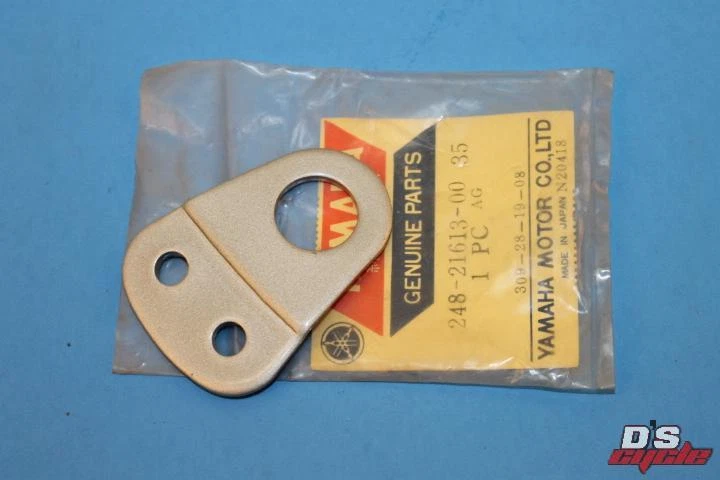 YAMAHA
GENUINE PARTS
248-21613-00 35
1 PC AG
309-28-19-08
YAMAHA MOTOR CO.,LTD
MADE IN JAPAN N20418
D'S
cycle